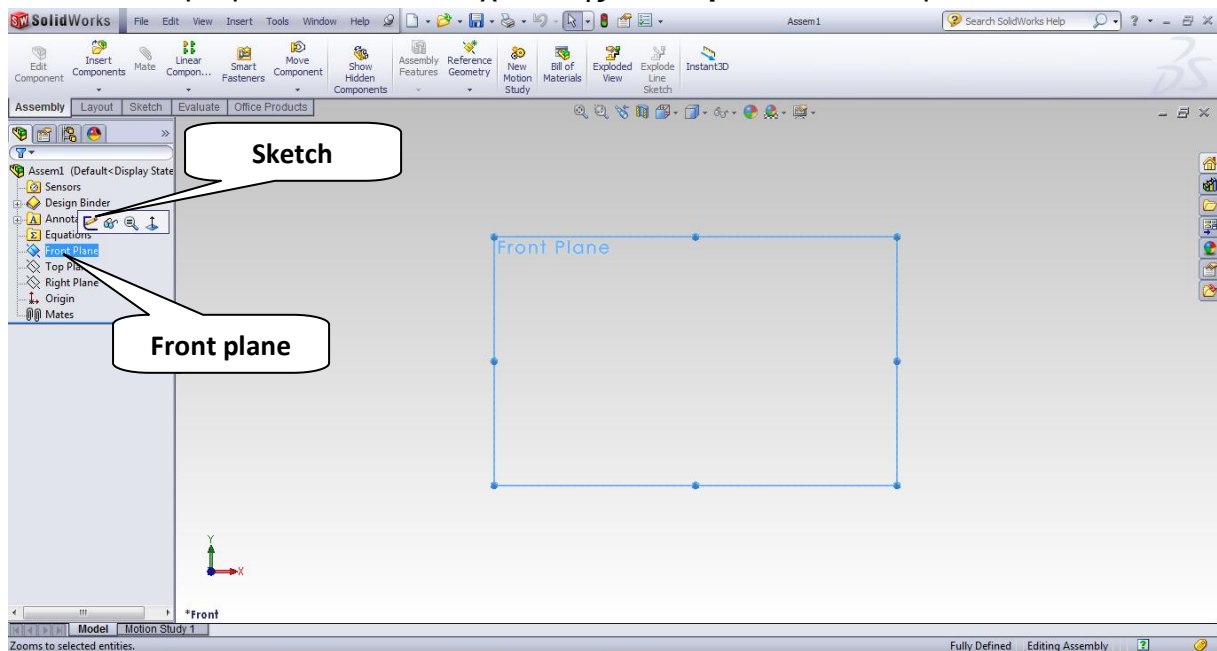 SolidWorks File Edit View Insert Tools Window Help Assem1 Search SolidWorks Help
Edit Component
Insert Components
Mate
Linear Compon...
Smart Fasteners
Move Component
Show Hidden Components
Assembly Features
Reference Geometry
New Motion Study
Bill of Materials
Exploded View
Explode Line Sketch
Instant3D
Assembly Layout Sketch Evaluate Office Products
Sketch
Assem1 (Default<Display State
Sensors
Design Binder
Annota
Equations
Front Plane
Top Pla
Right Plane
Origin
Mates
Front plane
Front Plane
Y
X
*Front
Model Motion Study 1
Zooms to selected entities. Fully Defined Editing Assembly